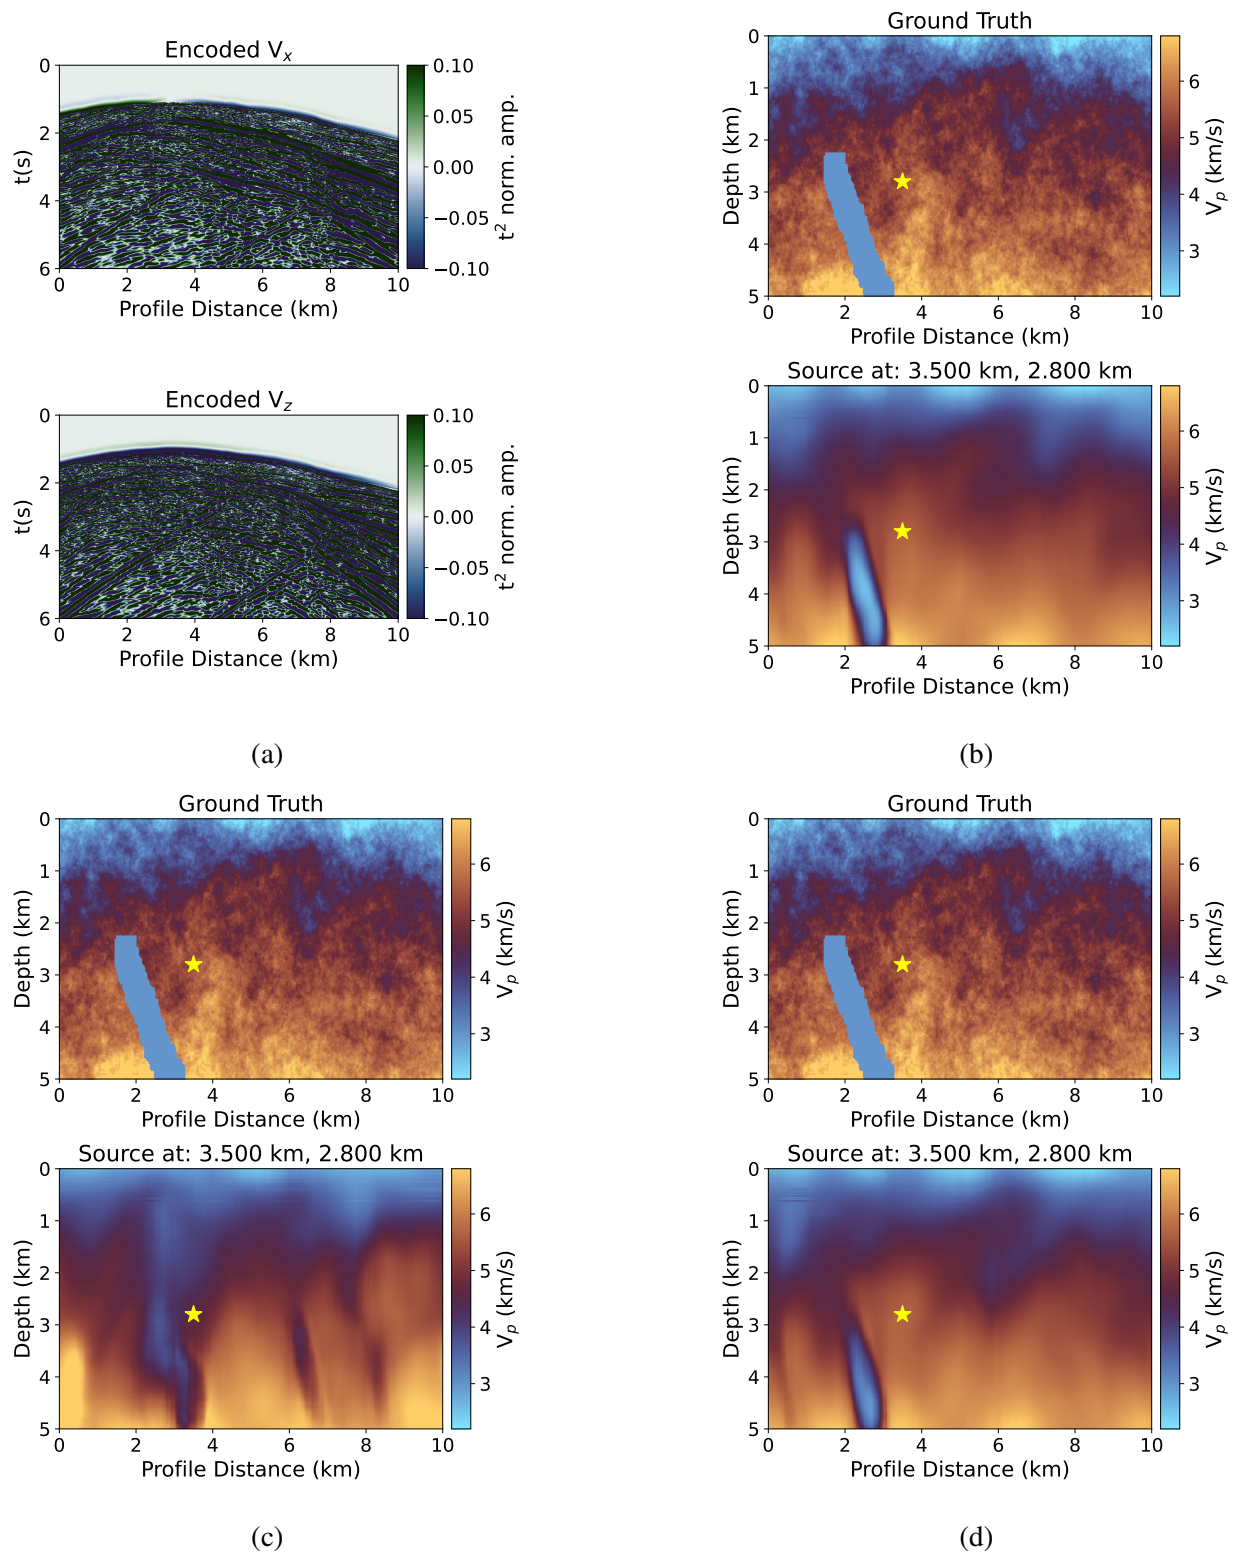 Encoded Vx
0
2
4
6
t(s)
0 2 4 6 8 10
Profile Distance (km)
0.10
0.05
0.00
−0.05
−0.10
t² norm. amp.
Encoded Vz
0
2
4
6
t(s)
0 2 4 6 8 10
Profile Distance (km)
0.10
0.05
0.00
−0.05
−0.10
t² norm. amp.
(a)
Ground Truth
0
1
2
3
4
5
Depth (km)
0 2 4 6 8 10
Profile Distance (km)
6
5
4
3
Vp (km/s)
Source at: 3.500 km, 2.800 km
0
1
2
3
4
5
Depth (km)
0 2 4 6 8 10
Profile Distance (km)
6
5
4
3
Vp (km/s)
(b)
Ground Truth
0
1
2
3
4
5
Depth (km)
0 2 4 6 8 10
Profile Distance (km)
6
5
4
3
Vp (km/s)
Source at: 3.500 km, 2.800 km
0
1
2
3
4
5
Depth (km)
0 2 4 6 8 10
Profile Distance (km)
6
5
4
3
Vp (km/s)
(c)
Ground Truth
0
1
2
3
4
5
Depth (km)
0 2 4 6 8 10
Profile Distance (km)
6
5
4
3
Vp (km/s)
Source at: 3.500 km, 2.800 km
0
1
2
3
4
5
Depth (km)
0 2 4 6 8 10
Profile Distance (km)
6
5
4
3
Vp (km/s)
(d)